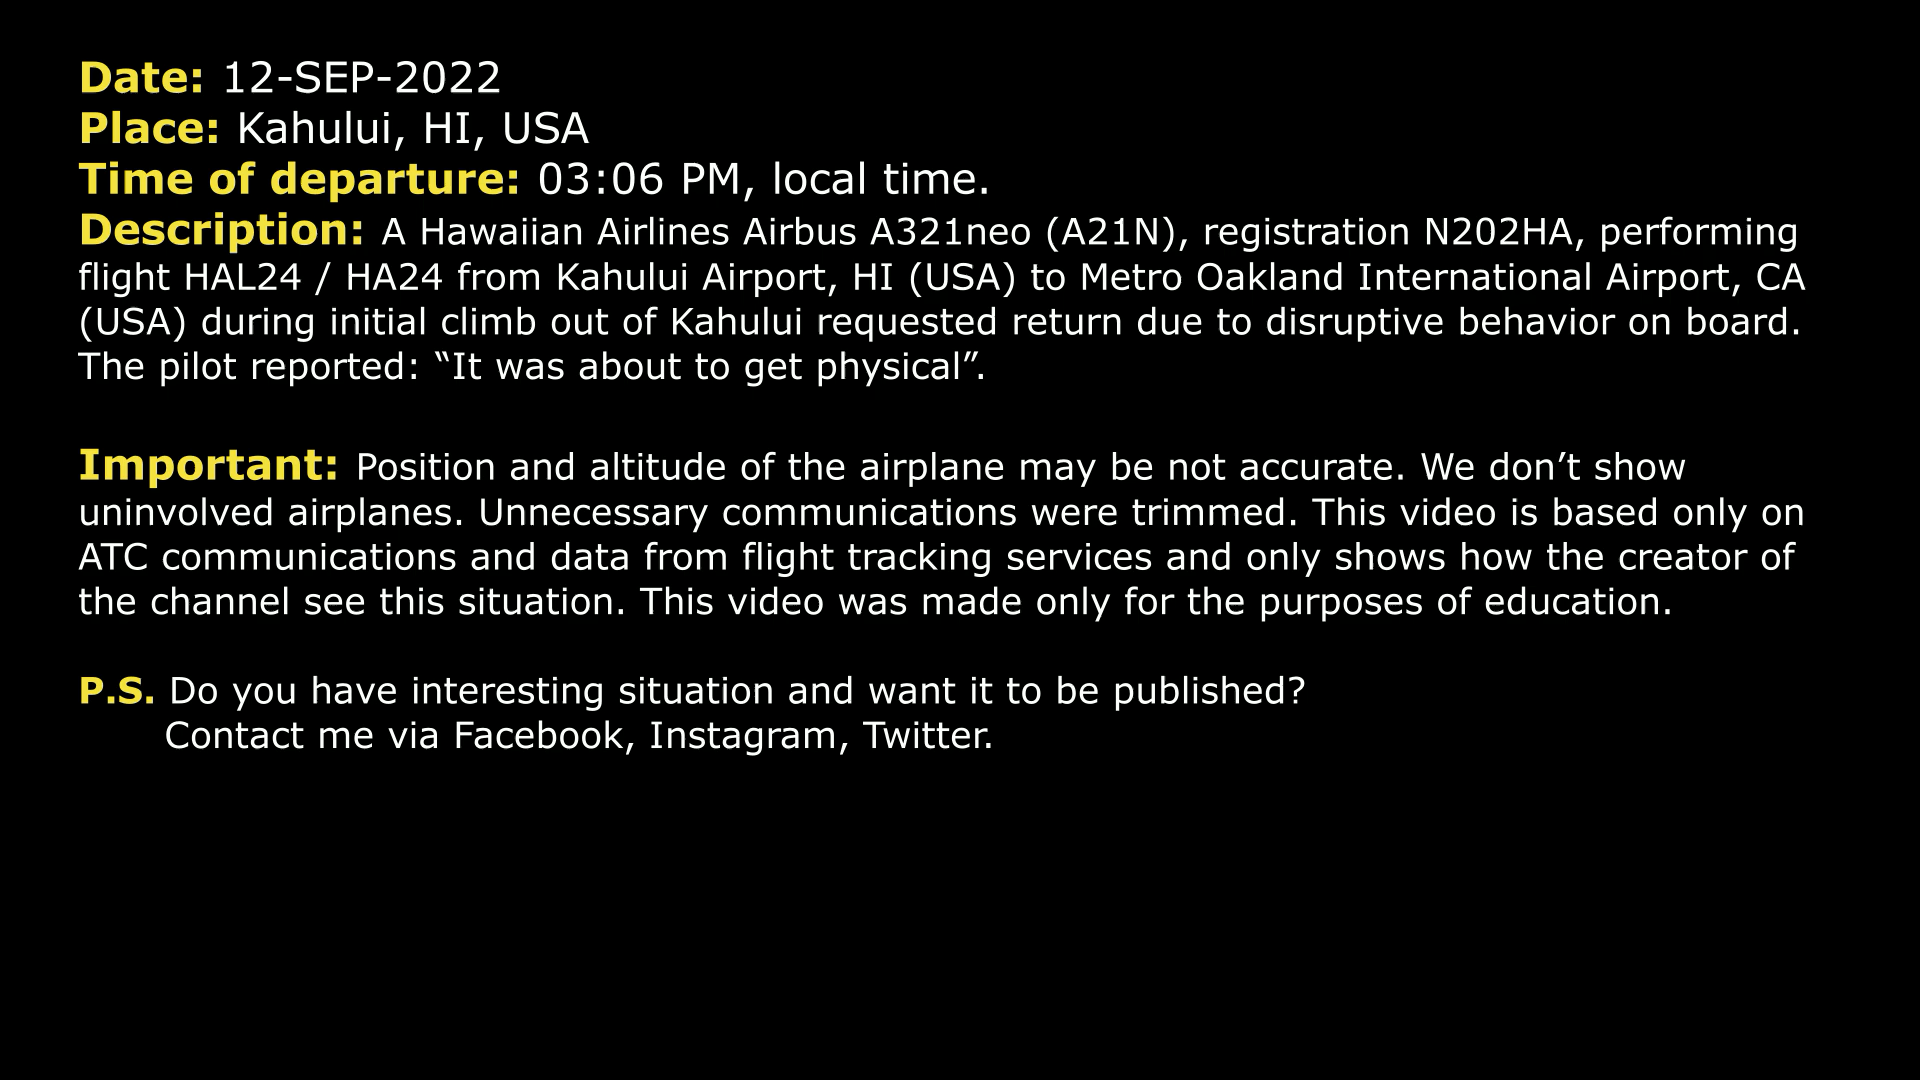 Date: 12-SEP-2022
Place: Kahului, HI, USA
Time of departure: 03:06 PM, local time.
Description: A Hawaiian Airlines Airbus A321neo (A21N), registration N202HA, performing
flight HAL24 / HA24 from Kahului Airport, HI (USA) to Metro Oakland International Airport, CA
(USA) during initial climb out of Kahului requested return due to disruptive behavior on board.
The pilot reported: “It was about to get physical”.
Important: Position and altitude of the airplane may be not accurate. We don’t show
uninvolved airplanes. Unnecessary communications were trimmed. This video is based only on
ATC communications and data from flight tracking services and only shows how the creator of
the channel see this situation. This video was made only for the purposes of education.
P.S. Do you have interesting situation and want it to be published?
Contact me via Facebook, Instagram, Twitter.